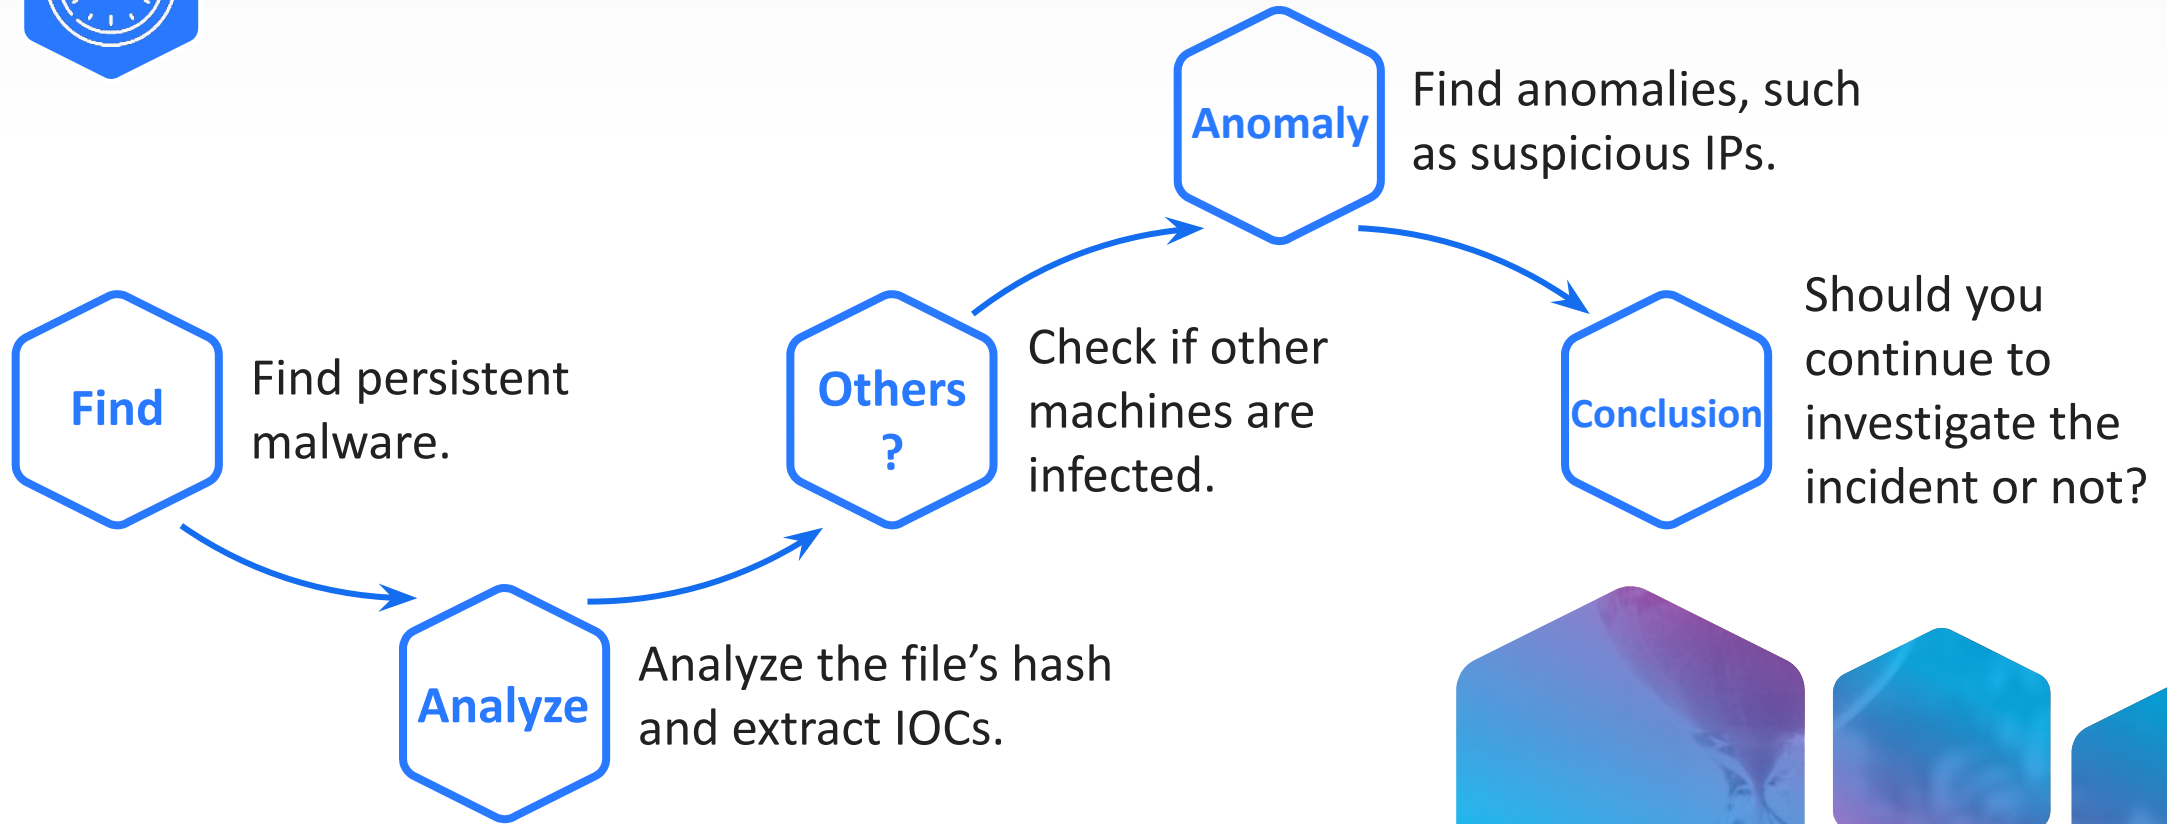 Find
Find persistent
malware.
Analyze
Analyze the file’s hash
and extract IOCs.
Others
?
Check if other
machines are
infected.
Anomaly
Find anomalies, such
as suspicious IPs.
Conclusion
Should you
continue to
investigate the
incident or not?